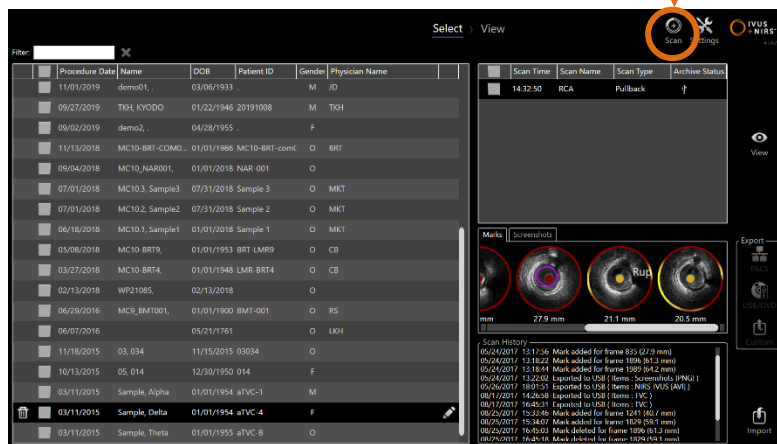 Select › View
Scan
Settings
IVUS
+NIRS
Filter:
Procedure Date Name DOB Patient ID Gender Physician Name
11/01/2019 demo01, . 03/06/1933 . M JD
09/27/2019 TKH, KYODO 01/22/1946 20191008 M TKH
09/02/2019 demo2, . 04/28/1955 . F
11/13/2018 MC10-BRT-COM0... 01/01/1966 MC10-BRT-com( O BRT
09/04/2018 MC10_NAR001, 01/01/2018 NAR-001 O
07/01/2018 MC10.3, Sample3 07/31/2018 Sample 3 O MKT
07/01/2018 MC10.2, Sample2 07/31/2018 Sample 2 O MKT
06/18/2018 MC10.1, Sample1 01/01/2018 Sample 1 O MKT
05/08/2018 MC10-BRT9, 01/01/1953 BRT-LMR9 O CB
03/27/2018 MC10-BRT4, 01/01/1948 LMR-BRT4 O CB
02/13/2018 WP21085, 02/13/2018 O
06/29/2016 MC9_BMT001, 01/01/1900 BMT-001 O RS
06/07/2016 05/21/1761 O LKH
11/18/2015 03, 034 11/15/2015 03034 O
10/13/2015 05, 014 12/30/1950 014 F
03/11/2015 Sample, Alpha 01/01/1954 aTVC-1 M
03/11/2015 Sample, Delta 01/01/1954 aTVC-4 F
03/11/2015 Sample, Theta 01/01/1955 aTVC-8 O
Scan Time Scan Name Scan Type Archive Status
14:32:50 RCA Pullback
View
Marks Screenshots
Rup
mm 27.9 mm 21.1 mm 20.5 mm
Scan History
05/24/2017 13:17:56 Mark added for frame 835 (27.9 mm)
05/24/2017 13:18:22 Mark added for frame 1896 (61.3 mm)
05/24/2017 13:18:44 Mark added for frame 1989 (64.2 mm)
05/24/2017 13:22:02 Exported to USB ( Items : Screenshots (PNG) )
05/26/2017 18:01:51 Exported to USB ( Items : NIRS-IVUS (AVI) )
08/17/2017 14:26:58 Exported to USB ( Items : TVC )
08/17/2017 16:45:31 Exported to USB ( Items : TVC )
08/25/2017 15:33:46 Mark added for frame 1241 (40.7 mm)
08/25/2017 15:34:07 Mark added for frame 1829 (59.1 mm)
08/25/2017 16:45:03 Mark deleted for frame 1896 (61.3 mm)
08/25/2017 16:45:18 Mark deleted for frame 1829 (59.1 mm)
Export
PACS
USB/DVD
Custom
Import